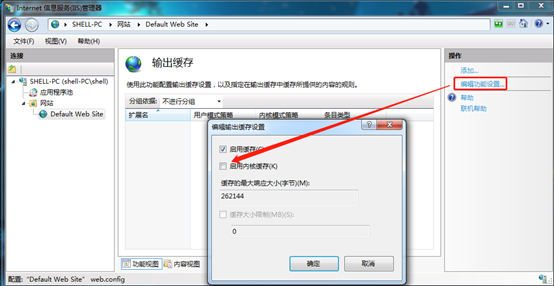 Internet 信息服务(IIS)管理器
SHELL-PC
网站
Default Web Site
文件(F)
视图(V)
帮助(H)
连接
SHELL-PC (shell-PC\shell)
应用程序池
网站
Default Web Site
输出缓存
使用此功能配置输出缓存设置，以及指定在输出缓存中缓存所提供的内容的规则。
分组依据:
不进行分组
扩展名
用户模式策略
内核模式策略
条目类型
编辑输出缓存设置
启用缓存
启用内核缓存(K)
缓存的最大响应大小(字节)(M):
262144
缓存大小限制(MB)(S):
0
确定
取消
功能视图
内容视图
操作
添加...
编辑功能设置...
帮助
联机帮助
配置: "Default Web Site" web.config